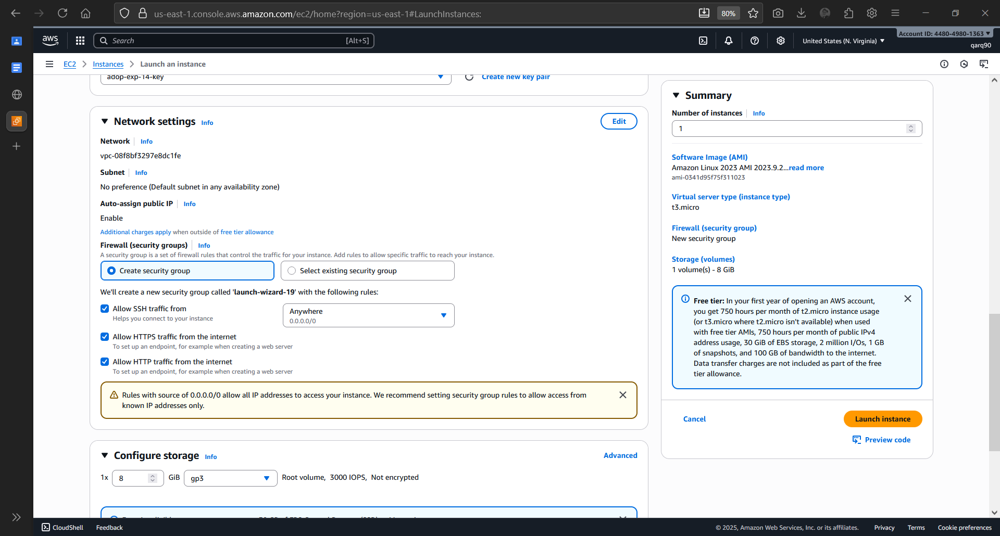 us-east-1.console.aws.amazon.com/ec2/home?region=us-east-1#LaunchInstances:
80%
aws
Search
[Alt+S]
United States (N. Virginia)
Account ID: 4480-4980-1363
qarq90
EC2
Instances
Launch an instance
adop-exp-14-key
Create new key pair
Network settings Info
Edit
Network Info
vpc-08f8bf3297e8dc1fe
Subnet Info
No preference (Default subnet in any availability zone)
Auto-assign public IP Info
Enable
Additional charges apply when outside of free tier allowance
Firewall (security groups) Info
A security group is a set of firewall rules that control the traffic for your instance. Add rules to allow specific traffic to reach your instance.
Create security group
Select existing security group
We'll create a new security group called 'launch-wizard-19' with the following rules:
Allow SSH traffic from
Helps you connect to your instance
Anywhere
0.0.0.0/0
Allow HTTPS traffic from the internet
To set up an endpoint, for example when creating a web server
Allow HTTP traffic from the internet
To set up an endpoint, for example when creating a web server
Rules with source of 0.0.0.0/0 allow all IP addresses to access your instance. We recommend setting security group rules to allow access from
known IP addresses only.
Configure storage Info
Advanced
1x 8 GiB gp3 Root volume, 3000 IOPS, Not encrypted
Summary
Number of instances Info
1
Software Image (AMI)
Amazon Linux 2023 AMI 2023.9.2...read more
ami-0341d95f75f311023
Virtual server type (instance type)
t3.micro
Firewall (security group)
New security group
Storage (volumes)
1 volume(s) - 8 GiB
Free tier: In your first year of opening an AWS account,
you get 750 hours per month of t2.micro instance usage
(or t3.micro where t2.micro isn't available) when used
with free tier AMIs, 750 hours per month of public IPv4
address usage, 30 GiB of EBS storage, 2 million I/Os, 1 GB
of snapshots, and 100 GB of bandwidth to the internet.
Data transfer charges are not included as part of the free
tier allowance.
Cancel
Launch instance
Preview code
CloudShell
Feedback
© 2025, Amazon Web Services, Inc. or its affiliates.
Privacy
Terms
Cookie preferences